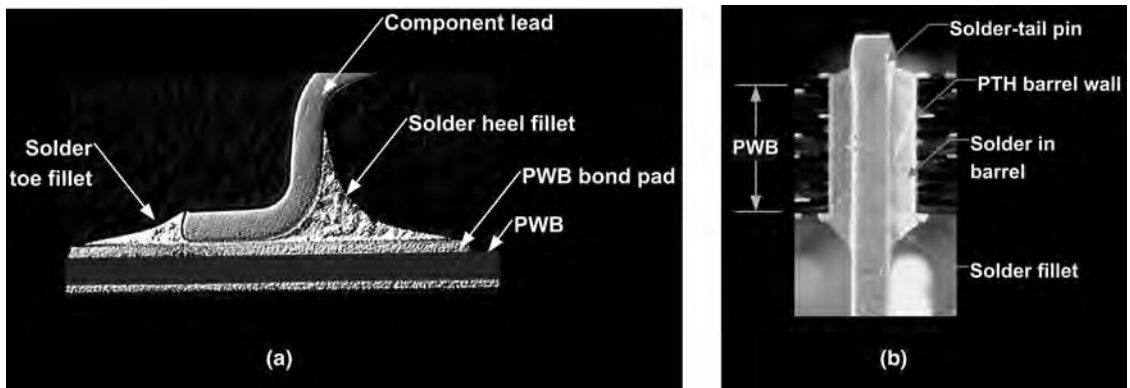 Component lead
Solder heel fillet
Solder
toe fillet
PWB bond pad
PWB
(a)
Solder-tail pin
PTH barrel wall
PWB
Solder in
barrel
Solder fillet
(b)